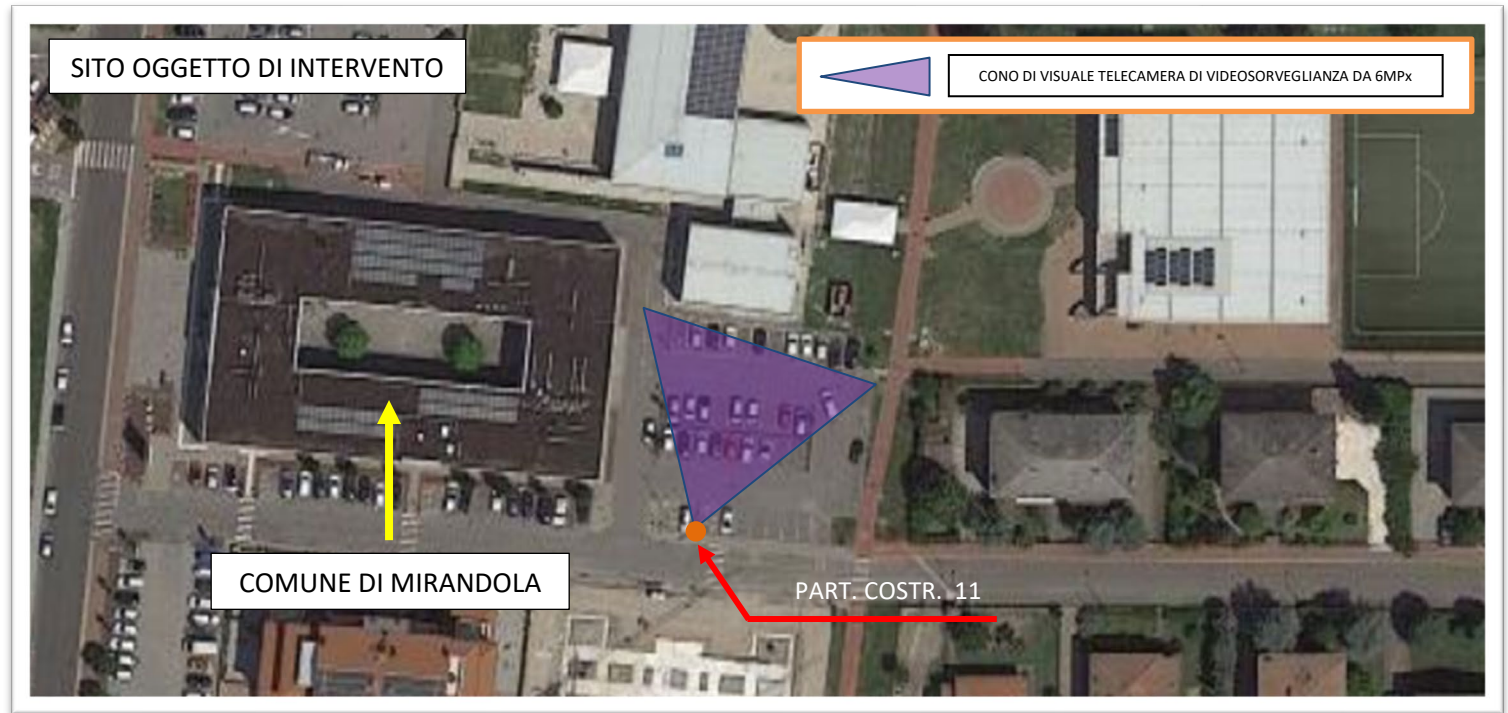 SITO OGGETTO DI INTERVENTO
CONO DI VISUALE TELECAMERA DI VIDEOSORVEGLIANZA DA 6MPx
COMUNE DI MIRANDOLA
PART. COSTR. 11